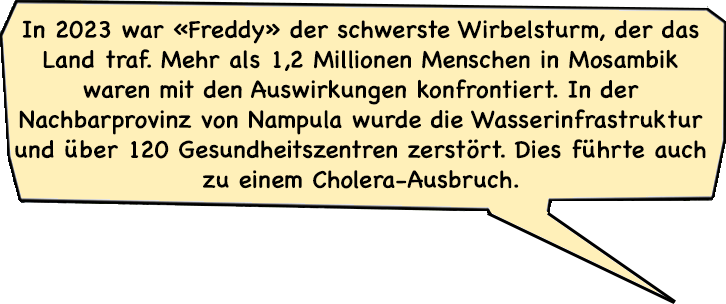 In 2023 war «Freddy» der schwerste Wirbelsturm, der das
Land traf. Mehr als 1,2 Millionen Menschen in Mosambik
waren mit den Auswirkungen konfrontiert. In der
Nachbarprovinz von Nampula wurde die Wasserinfrastruktur
und über 120 Gesundheitszentren zerstört. Dies führte auch
zu einem Cholera-Ausbruch.